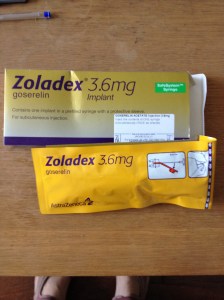 Zoladex® 3.6mg
goserelin
Implant
SafeSystem™
Syringe
Contains one implant in a prefilled syringe with a protective sleeve.
For subcutaneous injection.
Zoladex 3.6mg
goserelin
AstraZeneca